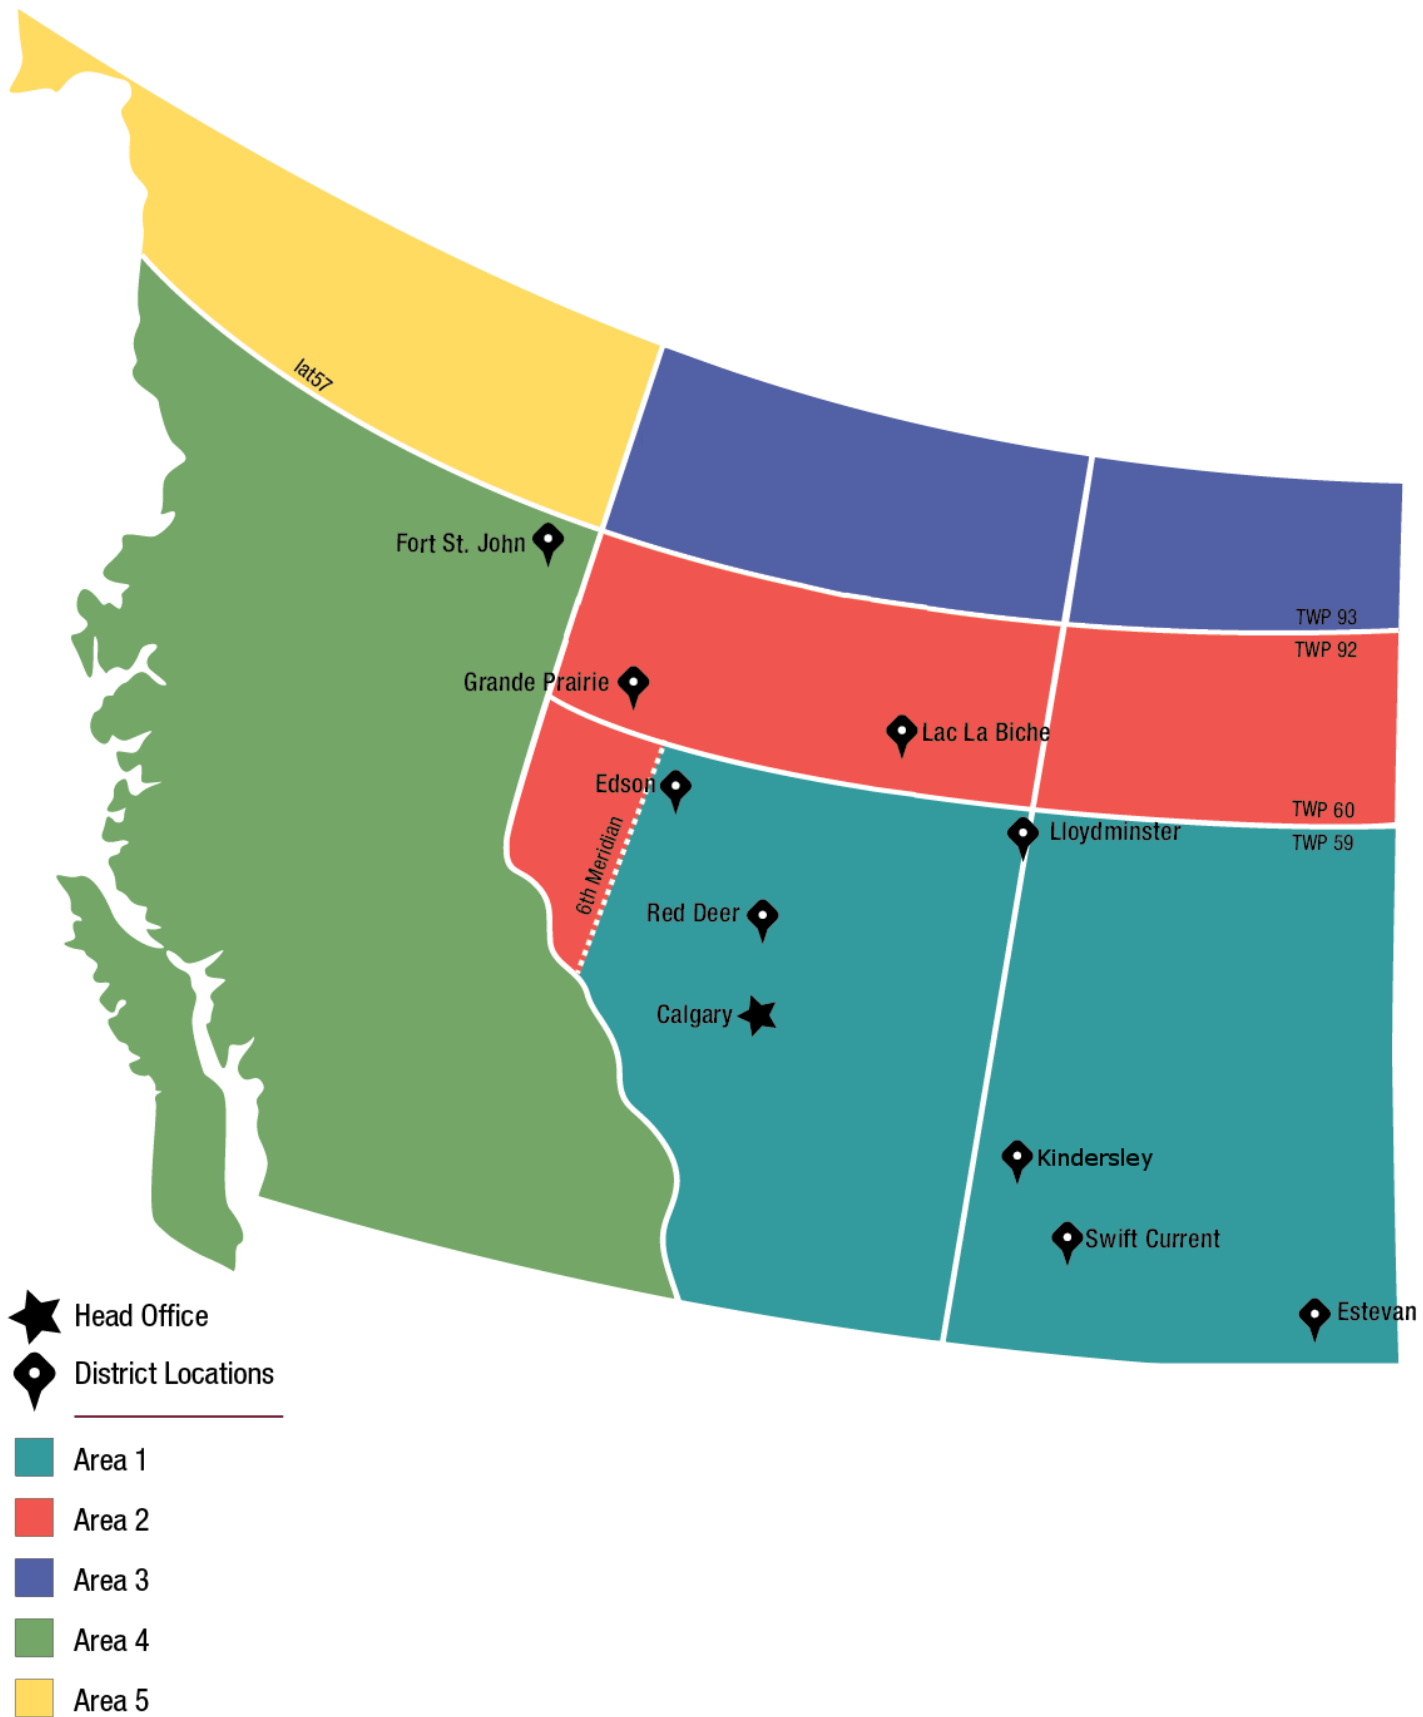 lat57
Fort St. John
TWP 93
TWP 92
Grande Prairie
Lac La Biche
Edson
TWP 60
Lloydminster
TWP 59
6th Meridian
Red Deer
Calgary
Kindersley
Swift Current
Estevan
Head Office
District Locations
Area 1
Area 2
Area 3
Area 4
Area 5